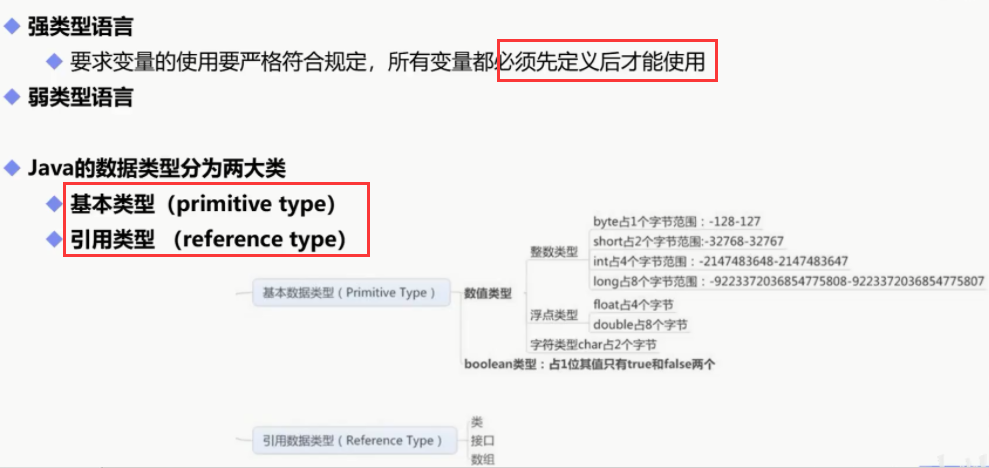 强类型语言
要求变量的使用要严格符合规定，所有变量都必须先定义后才能使用
弱类型语言
Java的数据类型分为两大类
基本类型（primitive type）
引用类型 （reference type）
基本数据类型（Primitive Type）
数值类型
整数类型
byte占1个字节范围：-128-127
short占2个字节范围:-32768-32767
int占4个字节范围：-2147483648-2147483647
long占8个字节范围：-9223372036854775808-9223372036854775807
浮点类型
float占4个字节
double占8个字节
字符类型char占2个字节
boolean类型：占1位其值只有true和false两个
引用数据类型（Reference Type）
类
接口
数组